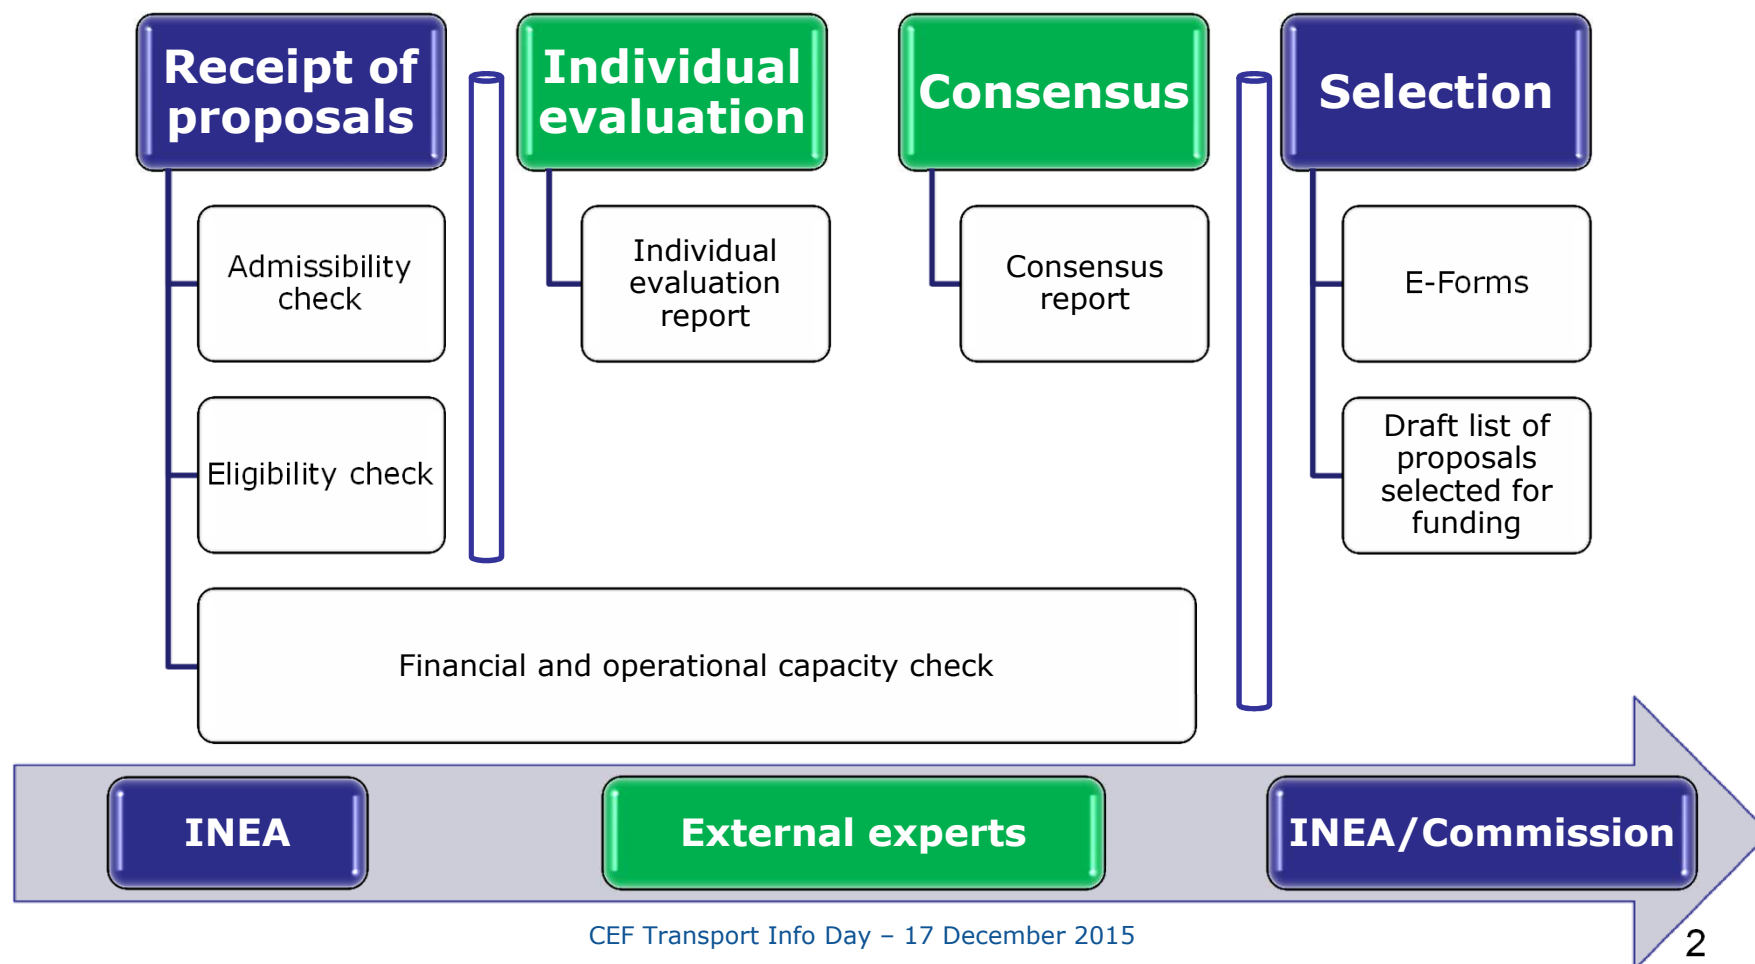 Receipt of
proposals
Admissibility
check
Eligibility check
Financial and operational capacity check
Individual
evaluation
Individual
evaluation
report
Consensus
Consensus
report
Selection
E-Forms
Draft list of
proposals
selected for
funding
INEA
External experts
INEA/Commission
CEF Transport Info Day – 17 December 2015
2